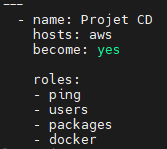 ---
- name: Projet CD
hosts: aws
become: yes
roles:
- ping
- users
- packages
- docker